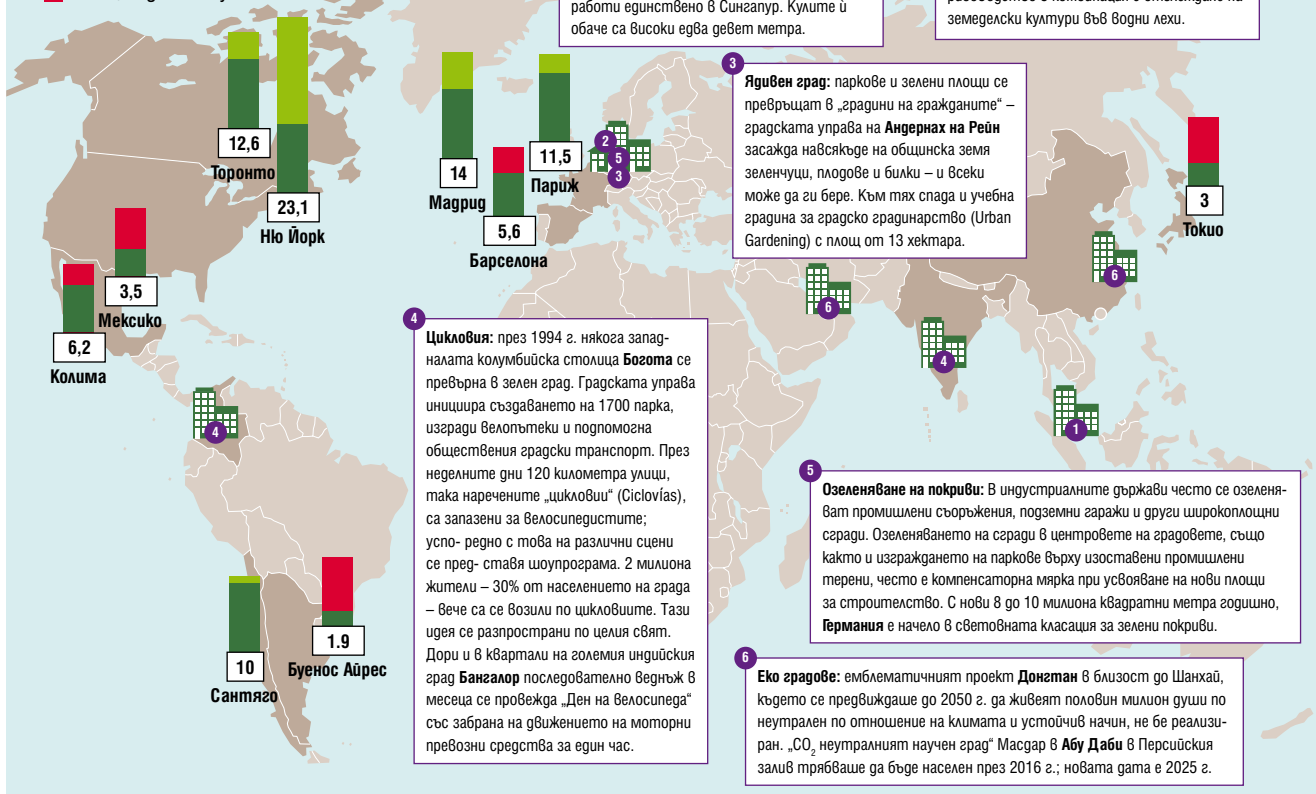 работи единствено в Сингапур. Кулите ѝ
обаче са високи едва девет метра.
земеделски култури във водни лехи.
12,6
Торонто
23,1
Ню Йорк
3,5
Мексико
6,2
Колима
14
Мадрид
11,5
Париж
5,6
Барселона
2
5
3
3
Ядивен град: паркове и зелени площи се
превръщат в „градини на гражданите“ –
градската управа на Андернах на Рейн
засажда навсякъде на общинска земя
зеленчуци, плодове и билки – и всеки
може да ги бере. Към тях спада и учебна
градина за градско градинарство (Urban
Gardening) с площ от 13 хектара.
3
Токио
6
6
4
1
4
4
Цикловия: през 1994 г. някога запад-
налата колумбийска столица Богота се
превърна в зелен град. Градската управа
инициира създаването на 1700 парка,
изгради велопътеки и подпомогна
обществения градски транспорт. През
неделните дни 120 километра улици,
така наречените „цикловии“ (Ciclovías),
са запазени за велосипедистите;
успо- редно с това на различни сцени
се пред- ставя шоупрограма. 2 милиона
жители – 30% от населението на града
– вече са се возили по цикловиите. Тази
идея се разпространи по целия свят.
Дори и в квартали на големия индийския
град Бангалор последователно веднъж в
месеца се провежда „Ден на велосипеда“
със забрана на движението на моторни
превозни средства за един час.
10
Сантяго
1.9
Буенос Айрес
5
Озеленяване на покриви: В индустриалните държави често се озеленя-
ват промишлени съоръжения, подземни гаражи и други широкоплощни
сгради. Озеленяването на сгради в центровете на градовете, също
както и изграждането на паркове върху изоставени промишлени
терени, често е компенсаторна мярка при усвояване на нови площи
за строителство. С нови 8 до 10 милиона квадратни метра годишно,
Германия е начело в световната класация за зелени покриви.
6
Еко градове: емблематичният проект Донгтан в близост до Шанхай,
където се предвиждаше до 2050 г. да живеят половин милион души по
неутрален по отношение на климата и устойчив начин, не бе реализи-
ран. „CO₂ неутралният научен град“ Масдар в Абу Даби в Персийския
залив трябваше да бъде населен през 2016 г.; новата дата е 2025 г.